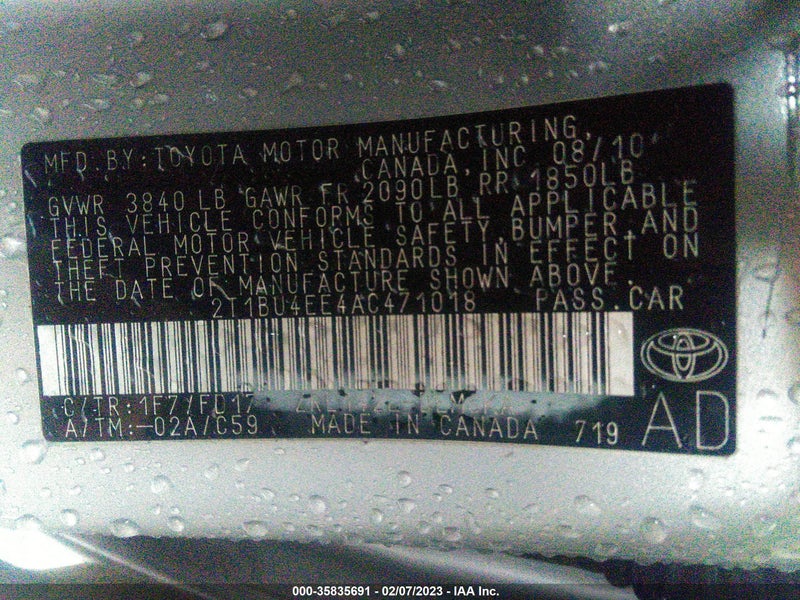 MFD. BY: TOYOTA MOTOR MANUFACTURING,
CANADA, INC 08/10
GVWR 3840 LB GAWR FR 2090LB RR 1850LB
THIS VEHICLE CONFORMS TO ALL APPLICABLE
FEDERAL MOTOR VEHICLE SAFETY, BUMPER, AND
THEFT PREVENTION STANDARDS IN EFFECT ON
THE DATE OF MANUFACTURE SHOWN ABOVE.
2T1BU4EE4AC471018 PASS.CAR
C/TR: 1F7/FD17
A/TM: -02A/C59 MADE IN CANADA 719 AD
000-35835691 - 02/07/2023 - IAA Inc.